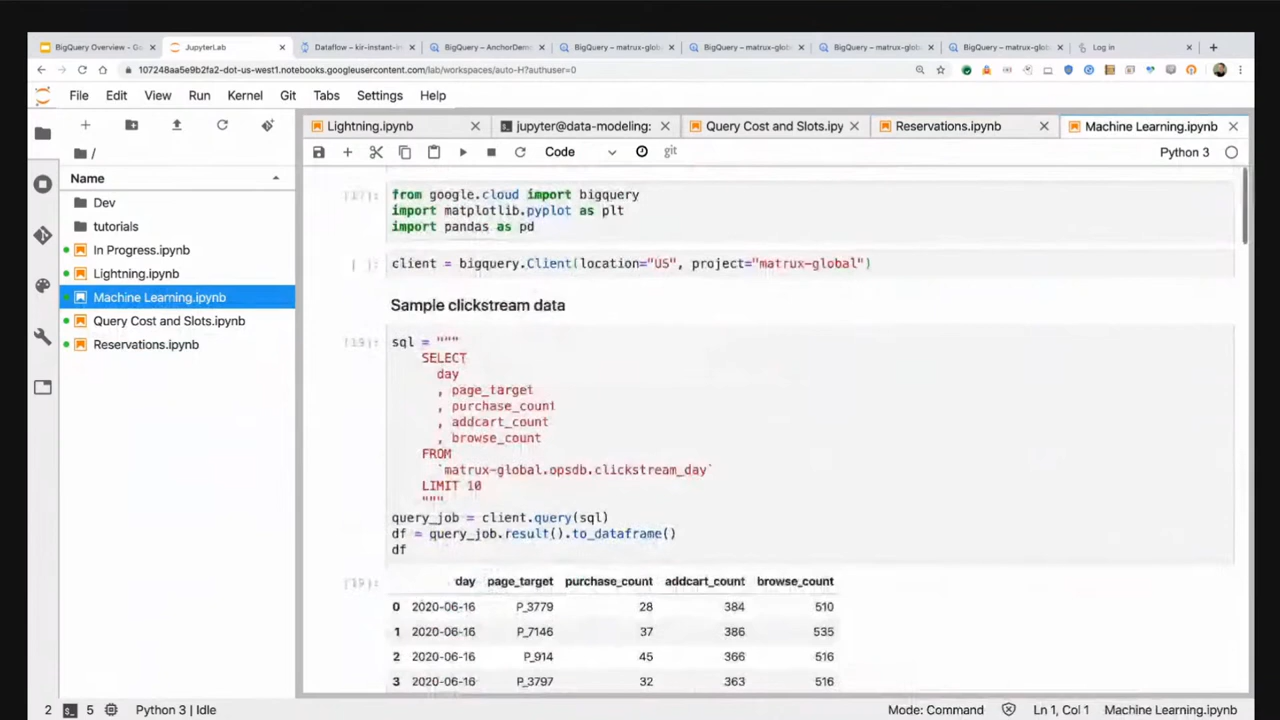 BigQuery Overview - Go
JupyterLab
Dataflow – kir-instant-
BigQuery – AnchorDem
BigQuery – matrux-glob
BigQuery – matrux-glob
BigQuery – matrux-glob
BigQuery – matrux-glob
Log in
107248aa5e9b2fa2-dot-us-west1.notebooks.googleusercontent.com/lab/workspaces/auto-H?authuser=0
File Edit View Run Kernel Git Tabs Settings Help
Lightning.ipynb
jupyter@data-modeling:
Query Cost and Slots.ipy
Reservations.ipynb
Machine Learning.ipynb
Code
git
Python 3
/
Name
Dev
tutorials
In Progress.ipynb
Lightning.ipynb
Machine Learning.ipynb
Query Cost and Slots.ipynb
Reservations.ipynb
[17]:
from google.cloud import bigquery
import matplotlib.pyplot as plt
import pandas as pd
[ ]:
client = bigquery.Client(location="US", project="matrux-global")
Sample clickstream data
[19]:
sql = """
SELECT
day
, page_target
, purchase_count
, addcart_count
, browse_count
FROM
`matrux-global.opsdb.clickstream_day`
LIMIT 10
"""
query_job = client.query(sql)
df = query_job.result().to_dataframe()
df
[19]:
day page_target purchase_count addcart_count browse_count
0 2020-06-16 P_3779 28 384 510
1 2020-06-16 P_7146 37 386 535
2 2020-06-16 P_914 45 366 516
3 2020-06-16 P_3797 32 363 516
2 5 Python 3 | Idle
Mode: Command Ln 1, Col 1 Machine Learning.ipynb